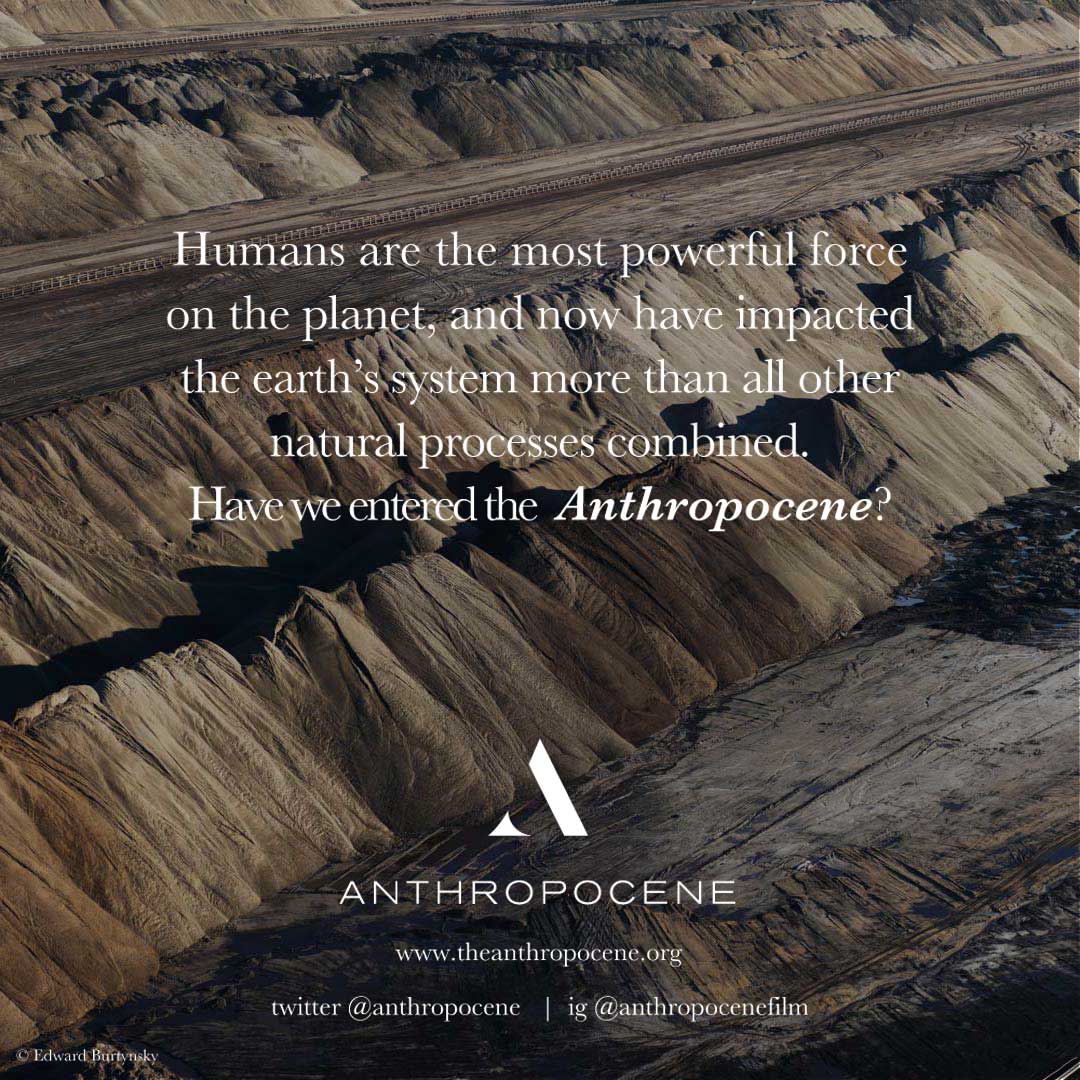 Humans are the most powerful force
on the planet, and now have impacted
the earth’s system more than all other
natural processes combined.
Have we entered the Anthropocene?
ANTHROPOCENE
www.theanthropocene.org
twitter @anthropocene | ig @anthropocenefilm
© Edward Burtynsky